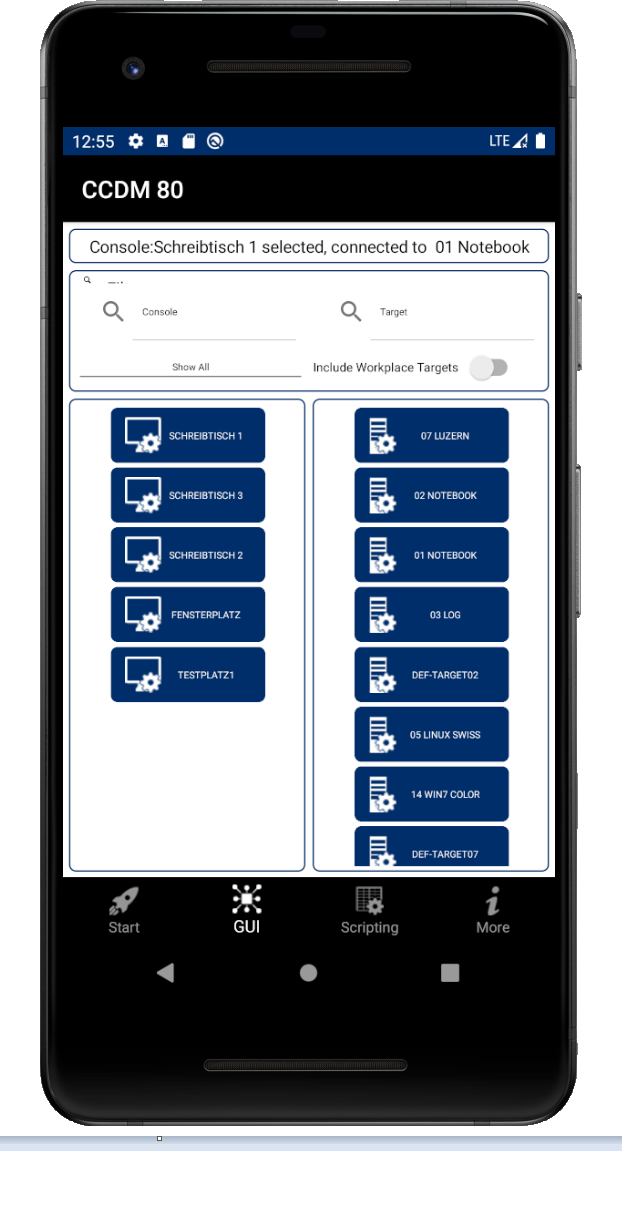 12:55 LTE
CCDM 80
Console:Schreibtisch 1 selected, connected to 01 Notebook
Console Target
Show All Include Workplace Targets
SCHREIBTISCH 1
SCHREIBTISCH 3
SCHREIBTISCH 2
FENSTERPLATZ
TESTPLATZ1
07 LUZERN
02 NOTEBOOK
01 NOTEBOOK
03 LOG
DEF-TARGET02
05 LINUX SWISS
14 WIN7 COLOR
DEF-TARGET07
Start GUI Scripting More